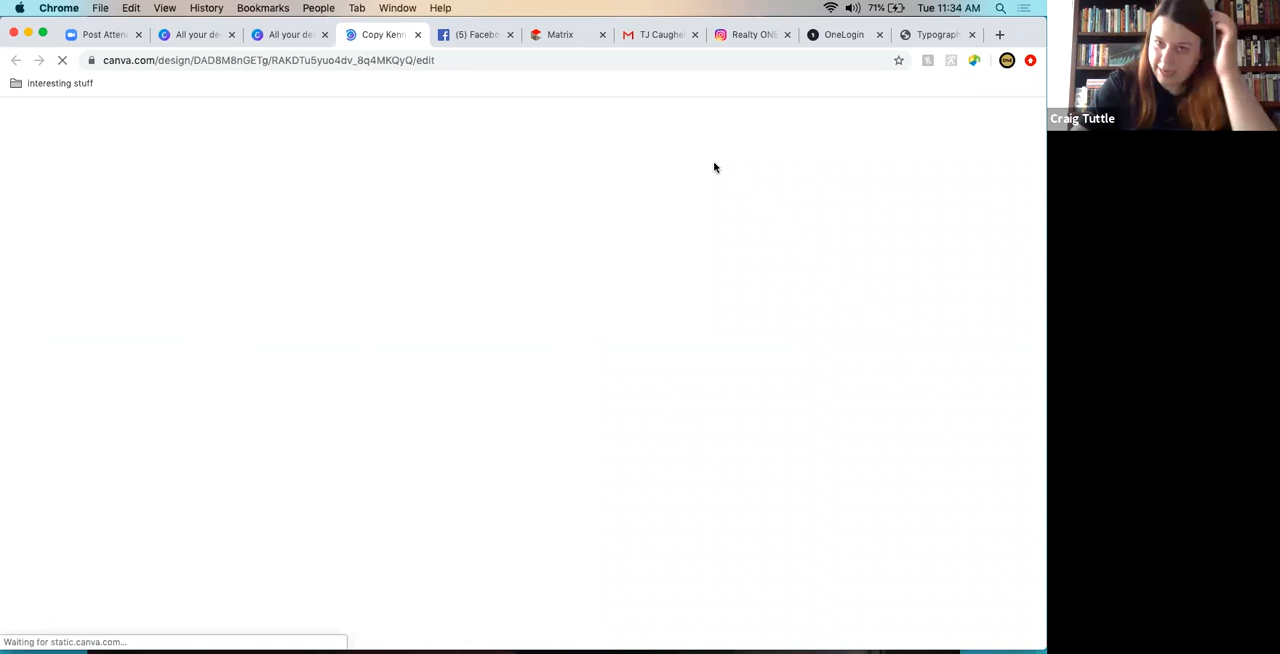 Chrome File Edit View History Bookmarks People Tab Window Help 71% Tue 11:34 AM
Post Atten All your de All your de Copy Kenn (5) Facebo Matrix TJ Caughe Realty ONE OneLogin Typograph
canva.com/design/DAD8M8nGETg/RAKDTu5yuo4dv_8q4MKQyQ/edit
interesting stuff
Craig Tuttle
Waiting for static.canva.com...